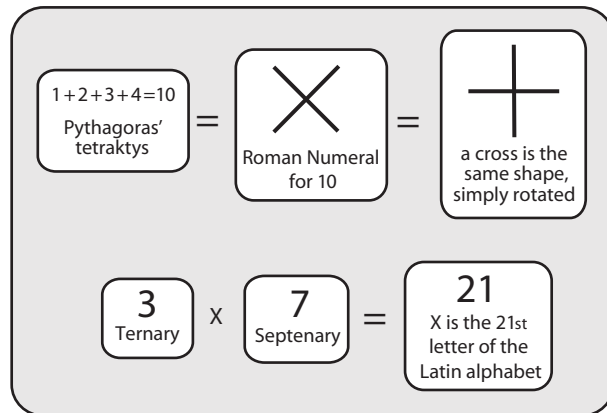 1+2+3+4=10
Pythagoras'
tetraktys
=
Roman Numeral
for 10
=
a cross is the
same shape,
simply rotated
3
Ternary
X
7
Septenary
=
21
X is the 21st
letter of the
Latin alphabet